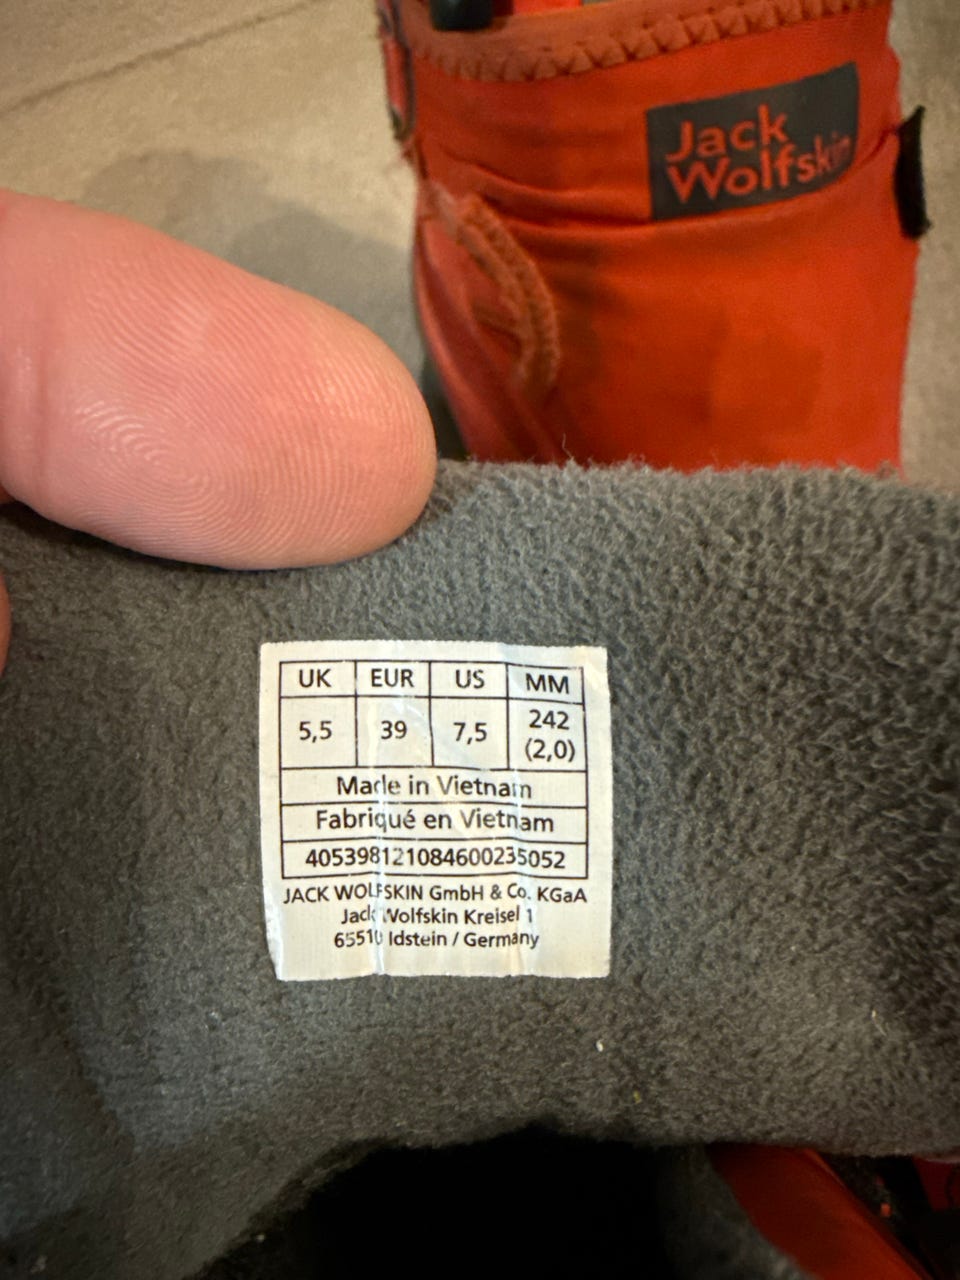 Jack
Wolfskin
UK EUR US MM
5,5 39 7,5 242
(2,0)
Made in Vietnam
Fabriqué en Vietnam
4053981210846002350​52
JACK WOLFSKIN GmbH & Co. KGaA
Jack Wolfskin Kreisel 1
65510 Idstein / Germany